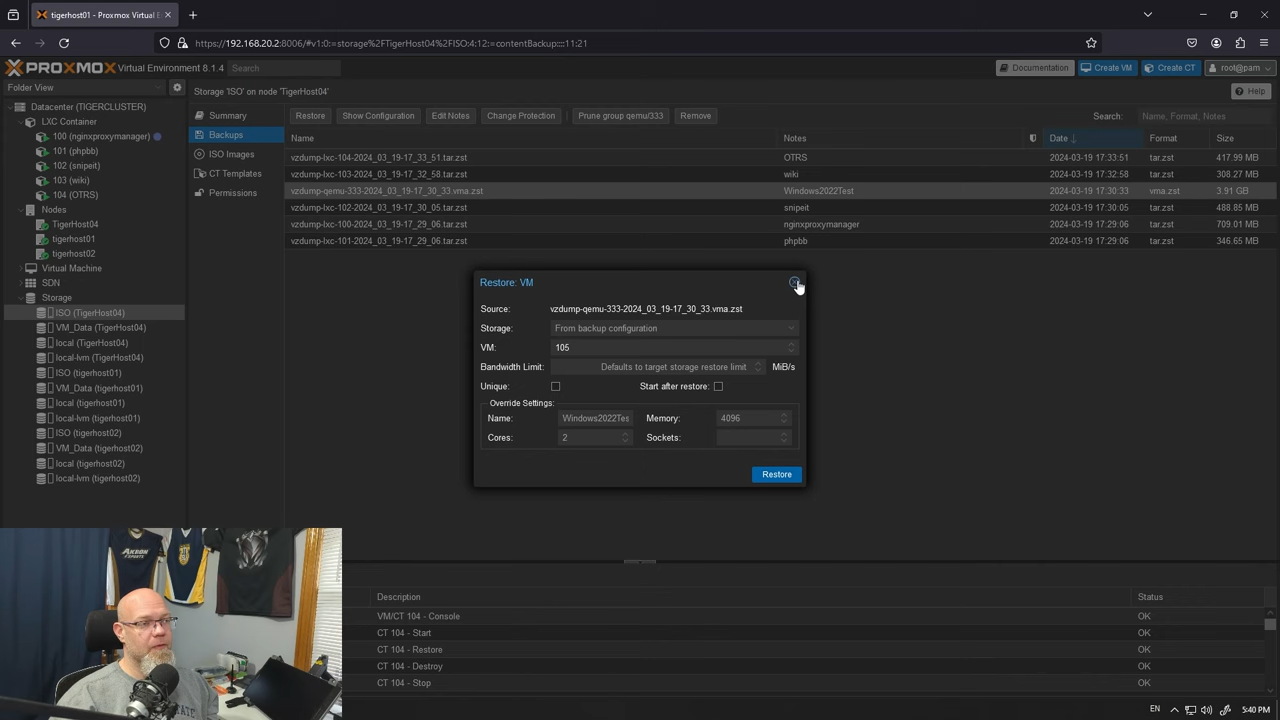 tigerhost01 - Proxmox Virtual E
https://192.168.20.2:8006/#v1:0:=storage%2FTigerHost04%2FISO:4:12:=contentBackup::::11:21
PROXMOX Virtual Environment 8.1.4 Search
Documentation Create VM Create CT root@pam
Folder View
Storage 'ISO' on node 'TigerHost04'
Help
Datacenter (TIGERCLUSTER)
LXC Container
100 (nginxproxymanager)
101 (phpbb)
102 (snipeit)
103 (wiki)
104 (OTRS)
Nodes
TigerHost04
tigerhost01
tigerhost02
Virtual Machine
SDN
Storage
ISO (TigerHost04)
VM_Data (TigerHost04)
local (TigerHost04)
local-lvm (TigerHost04)
ISO (tigerhost01)
VM_Data (tigerhost01)
local (tigerhost01)
local-lvm (tigerhost01)
ISO (tigerhost02)
VM_Data (tigerhost02)
local (tigerhost02)
local-lvm (tigerhost02)
Summary
Backups
ISO Images
CT Templates
Permissions
Restore Show Configuration Edit Notes Change Protection Prune group qemu/333 Remove Search: Name, Format, Notes
Name Notes Date Format Size
vzdump-lxc-104-2024_03_19-17_33_51.tar.zst OTRS 2024-03-19 17:33:51 tar.zst 417.99 MB
vzdump-lxc-103-2024_03_19-17_32_58.tar.zst wiki 2024-03-19 17:32:58 tar.zst 308.27 MB
vzdump-qemu-333-2024_03_19-17_30_33.vma.zst Windows2022Test 2024-03-19 17:30:33 vma.zst 3.91 GB
vzdump-lxc-102-2024_03_19-17_30_05.tar.zst snipeit 2024-03-19 17:30:05 tar.zst 488.85 MB
vzdump-lxc-100-2024_03_19-17_29_06.tar.zst nginxproxymanager 2024-03-19 17:29:06 tar.zst 709.01 MB
vzdump-lxc-101-2024_03_19-17_29_06.tar.zst phpbb 2024-03-19 17:29:06 tar.zst 346.65 MB
Restore: VM
Source: vzdump-qemu-333-2024_03_19-17_30_33.vma.zst
Storage: From backup configuration
VM: 105
Bandwidth Limit: Defaults to target storage restore limit MiB/s
Unique: Start after restore:
Override Settings:
Name: Windows2022Tes Memory: 4096
Cores: 2 Sockets:
Restore
Description Status
VM/CT 104 - Console OK
CT 104 - Start OK
CT 104 - Restore OK
CT 104 - Destroy OK
CT 104 - Stop OK
AKRON
EN 5:40 PM